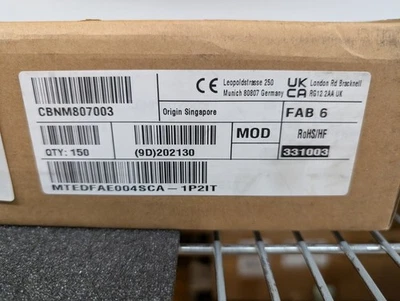 CE Leopoldstrasse 250
Munich 80807 Germany
UK
CA
London Rd Bracknell
RG12 2AA UK
CBNM807003
Origin Singapore
FAB 6
MOD
RoHS/HF
QTY: 150
(9D)202130
331003
MTEDFAE004SCA-1P2IT